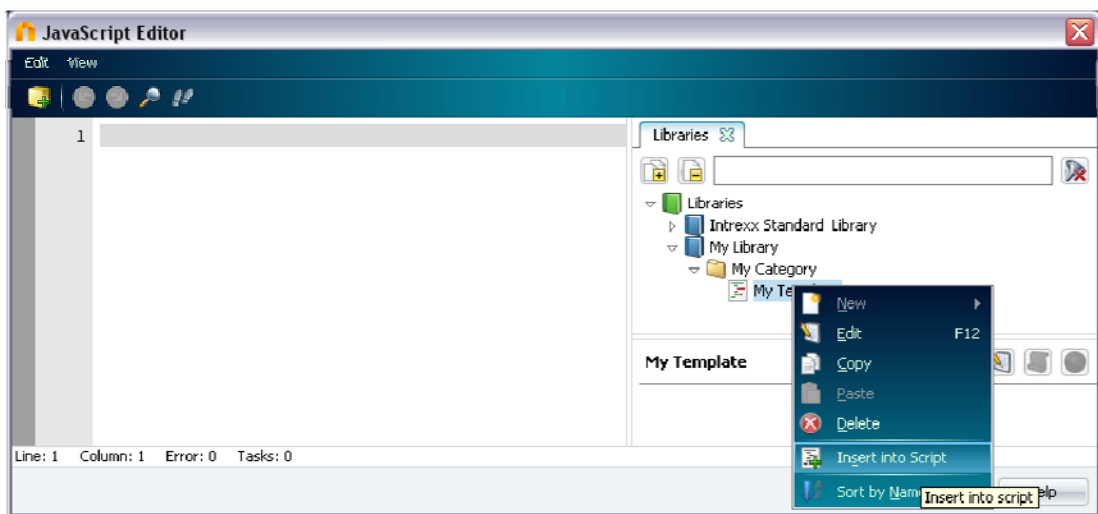 JavaScript Editor
Edit View
1
Libraries
Libraries
Intrexx Standard Library
My Library
My Category
My Te
New
Edit F12
My Template
Copy
Paste
Delete
Line: 1 Column: 1 Error: 0 Tasks: 0
Insert into Script
Sort by Nam
Insert into script
elp